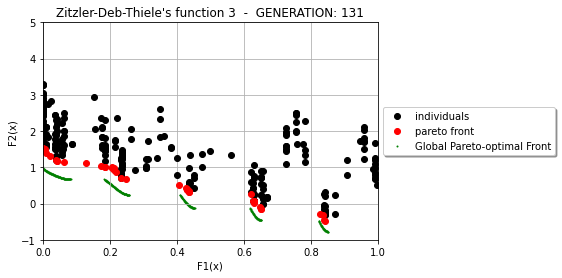 Zitzler-Deb-Thiele's function 3 - GENERATION: 131
5
4
3
2
1
0
−1
F2(x)
0.0 0.2 0.4 0.6 0.8 1.0
F1(x)
individuals
pareto front
Global Pareto-optimal Front